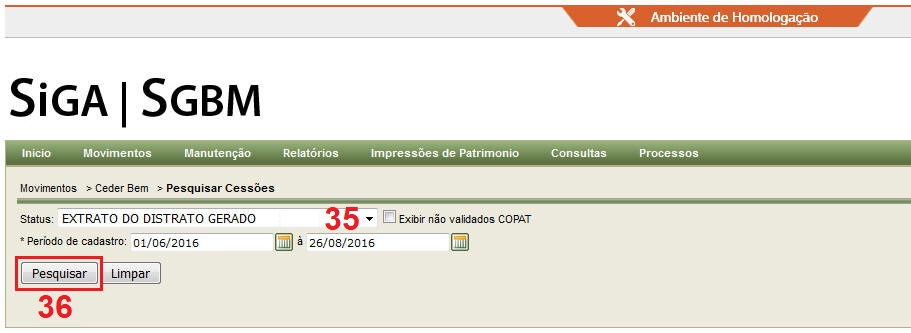 Ambiente de Homologação
SIGA | SGBM
Inicio Movimentos Manutenção Relatórios Impressões de Patrimonio Consultas Processos
Movimentos > Ceder Bem > Pesquisar Cessões
Status: EXTRATO DO DISTRATO GERADO 35 Exibir não validados COPAT
* Período de cadastro: 01/06/2016 à 26/08/2016
Pesquisar Limpar
36